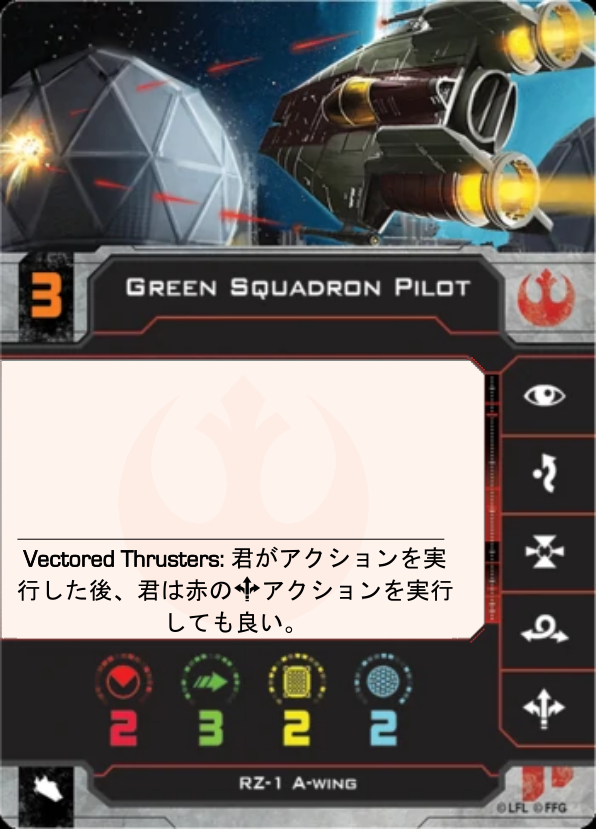 3 GREEN SQUADRON PILOT
Vectored Thrusters: 君がアクションを実
行した後、君は赤のアクションを実行
しても良い。
2 3 2 2
RZ-1 A-WING
©LFL ©FFG